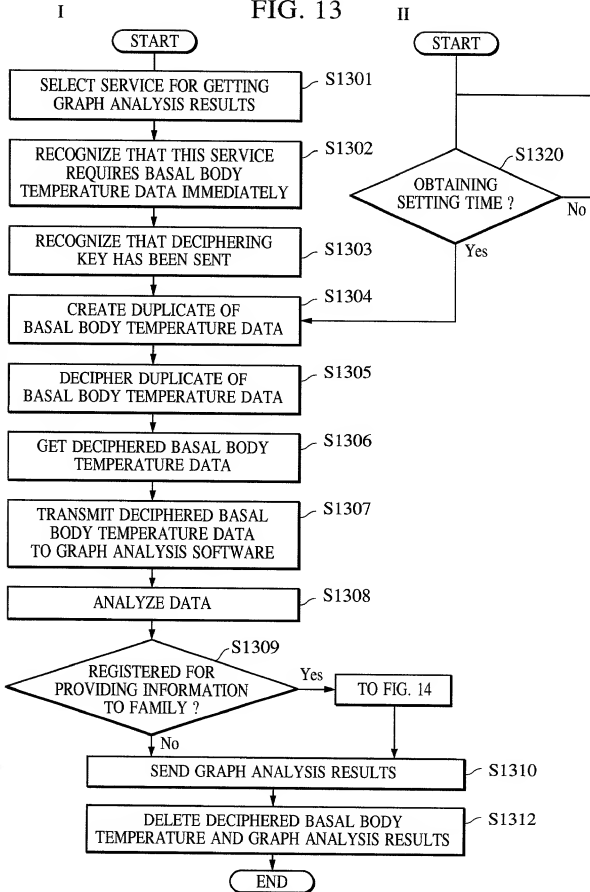 I
FIG. 13
II
START
START
SELECT SERVICE FOR GETTING
GRAPH ANALYSIS RESULTS
S1301
RECOGNIZE THAT THIS SERVICE
REQUIRES BASAL BODY
TEMPERATURE DATA IMMEDIATELY
S1302
S1320
OBTAINING
SETTING TIME ?
No
Yes
RECOGNIZE THAT DECIPHERING
KEY HAS BEEN SENT
S1303
CREATE DUPLICATE OF
BASAL BODY TEMPERATURE DATA
S1304
DECIPHER DUPLICATE OF
BASAL BODY TEMPERATURE DATA
S1305
GET DECIPHERED BASAL BODY
TEMPERATURE DATA
S1306
TRANSMIT DECIPHERED BASAL
BODY TEMPERATURE DATA
TO GRAPH ANALYSIS SOFTWARE
S1307
ANALYZE DATA
S1308
S1309
REGISTERED FOR
PROVIDING INFORMATION
TO FAMILY ?
Yes
TO FIG. 14
No
SEND GRAPH ANALYSIS RESULTS
S1310
DELETE DECIPHERED BASAL BODY
TEMPERATURE AND GRAPH ANALYSIS RESULTS
S1312
END